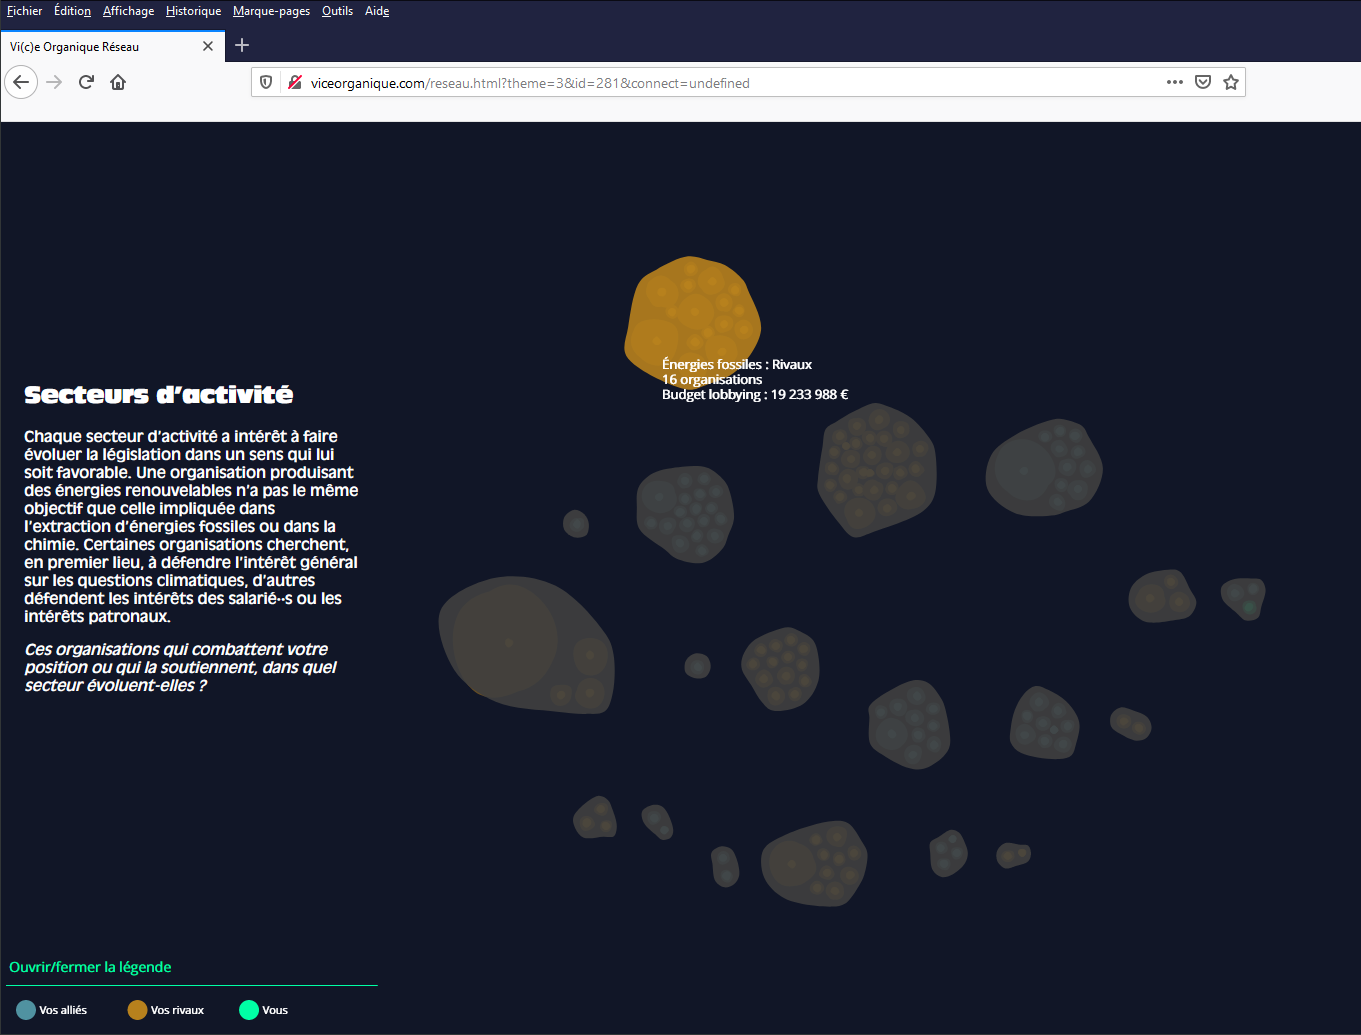 Fichier Édition Affichage Historique Marque-pages Outils Aide
Vi(c)e Organique Réseau
viceorganique.com/reseau.html?theme=3&id=281&connect=undefined
Énergies fossiles : Rivaux
16 organisations
Budget lobbying : 19 233 988 €
Secteurs d'activité
Chaque secteur d'activité a intérêt à faire
évoluer la législation dans un sens qui lui
soit favorable. Une organisation produisant
des énergies renouvelables n'a pas le même
objectif que celle impliquée dans
l'extraction d'énergies fossiles ou dans la
chimie. Certaines organisations cherchent,
en premier lieu, à défendre l'intérêt général
sur les questions climatiques, d'autres
défendent les intérêts des salarié··s ou les
intérêts patronaux.
Ces organisations qui combattent votre
position ou qui la soutiennent, dans quel
secteur évoluent-elles ?
Ouvrir/fermer la légende
Vos alliés Vos rivaux Vous